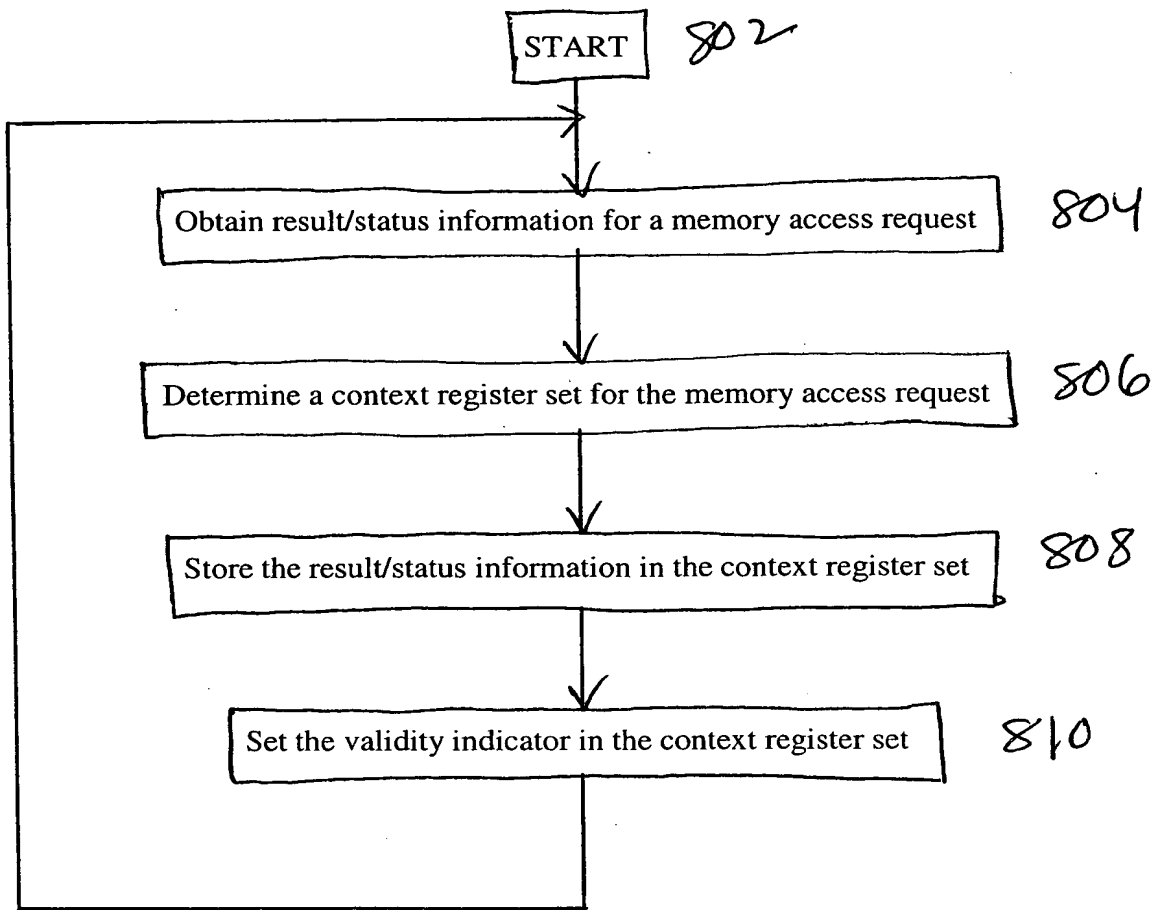 START 802
Obtain result/status information for a memory access request 804
Determine a context register set for the memory access request 806
Store the result/status information in the context register set 808
Set the validity indicator in the context register set 810